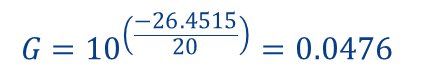 G = 10^(−26.4515/20) = 0.0476